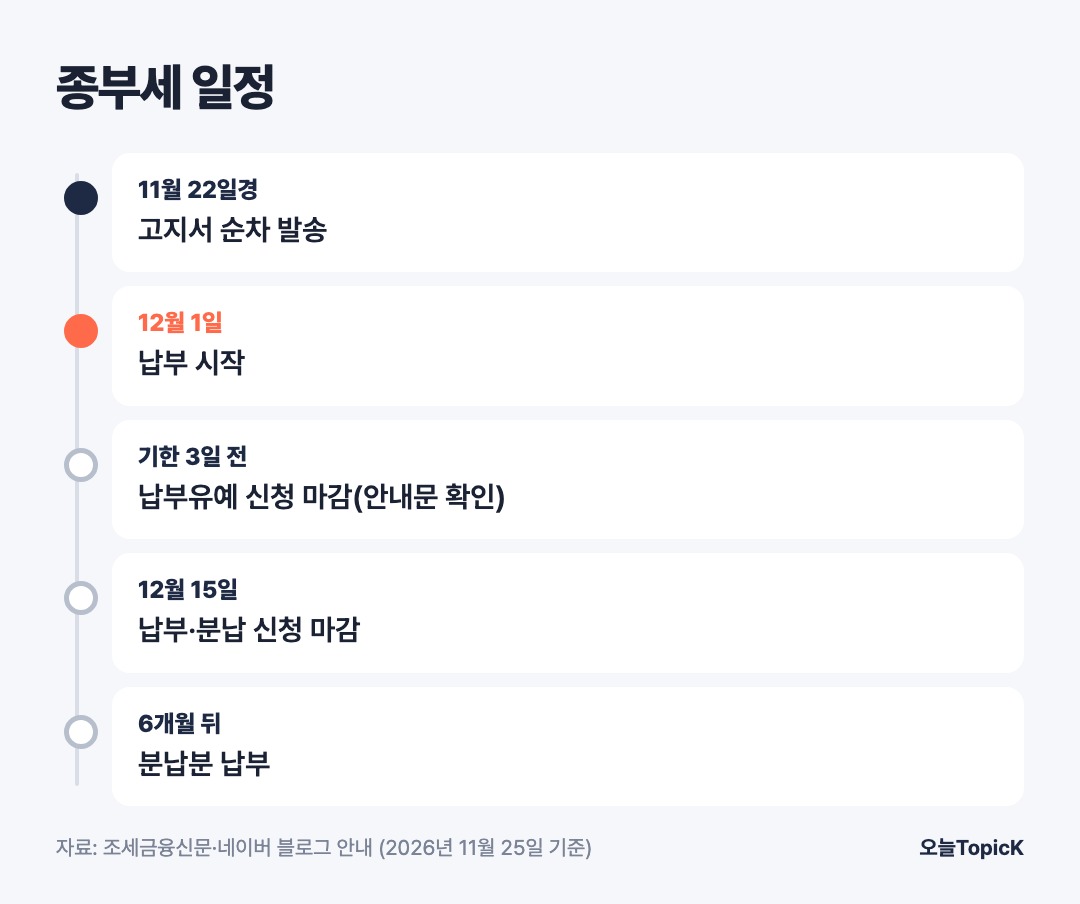 종부세 일정
11월 22일경
고지서 순차 발송
12월 1일
납부 시작
기한 3일 전
납부유예 신청 마감(안내문 확인)
12월 15일
납부·분납 신청 마감
6개월 뒤
분납분 납부
자료: 조세금융신문·네이버 블로그 안내 (2026년 11월 25일 기준)
오늘TopicK